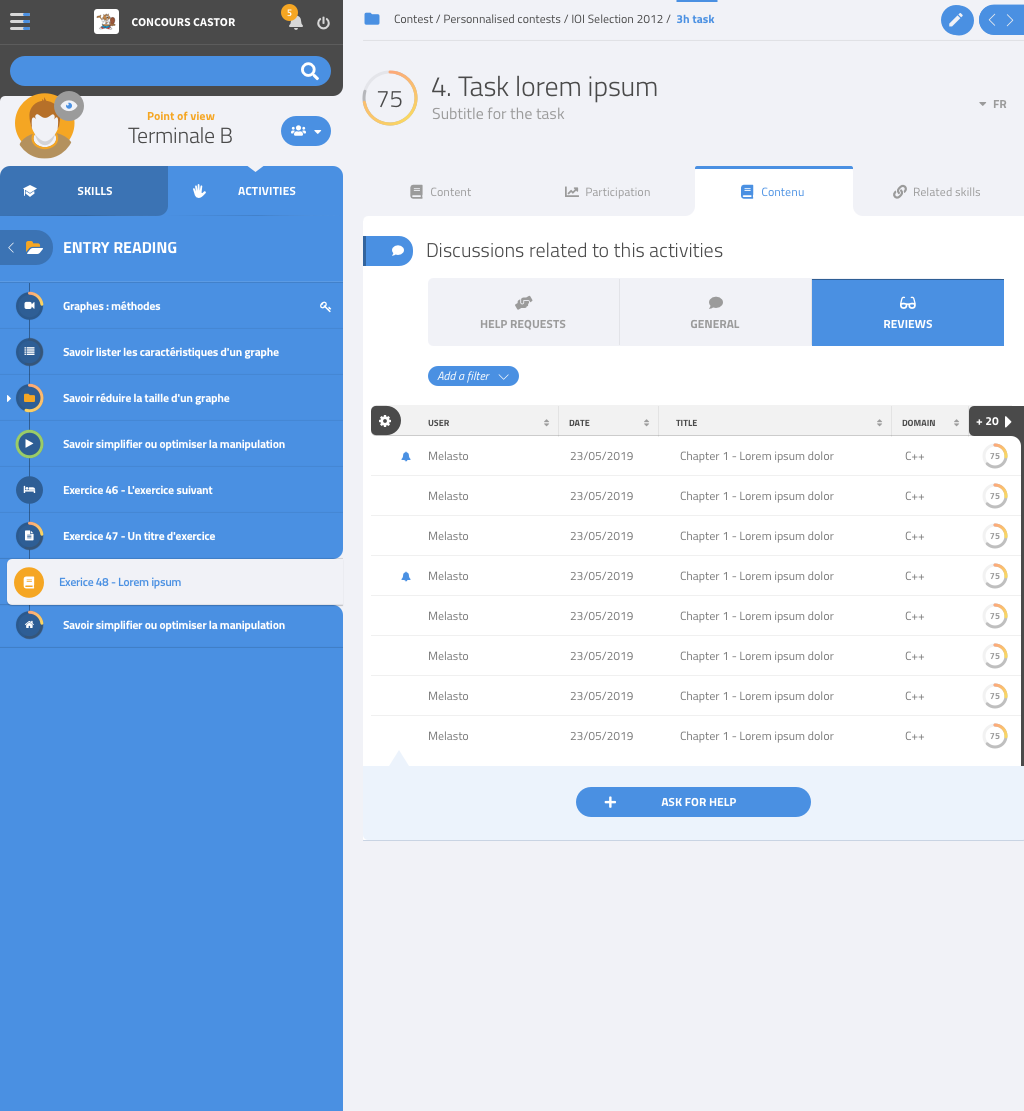 CONCOURS CASTOR
5
Contest / Personnalised contests / IOI Selection 2012 / 3h task
Point of view
Terminale B
SKILLS
ACTIVITIES
ENTRY READING
Graphes : méthodes
Savoir lister les caractéristiques d'un graphe
Savoir réduire la taille d'un graphe
Savoir simplifier ou optimiser la manipulation
Exercice 46 - L'exercice suivant
Exercice 47 - Un titre d'exercice
Exerice 48 - Lorem ipsum
Savoir simplifier ou optimiser la manipulation
75
4. Task lorem ipsum
Subtitle for the task
FR
Content
Participation
Contenu
Related skills
Discussions related to this activities
HELP REQUESTS
GENERAL
REVIEWS
Add a filter
USER DATE TITLE DOMAIN + 20
Melasto 23/05/2019 Chapter 1 - Lorem ipsum dolor C++ 75
Melasto 23/05/2019 Chapter 1 - Lorem ipsum dolor C++ 75
Melasto 23/05/2019 Chapter 1 - Lorem ipsum dolor C++ 75
Melasto 23/05/2019 Chapter 1 - Lorem ipsum dolor C++ 75
Melasto 23/05/2019 Chapter 1 - Lorem ipsum dolor C++ 75
Melasto 23/05/2019 Chapter 1 - Lorem ipsum dolor C++ 75
Melasto 23/05/2019 Chapter 1 - Lorem ipsum dolor C++ 75
Melasto 23/05/2019 Chapter 1 - Lorem ipsum dolor C++ 75
ASK FOR HELP